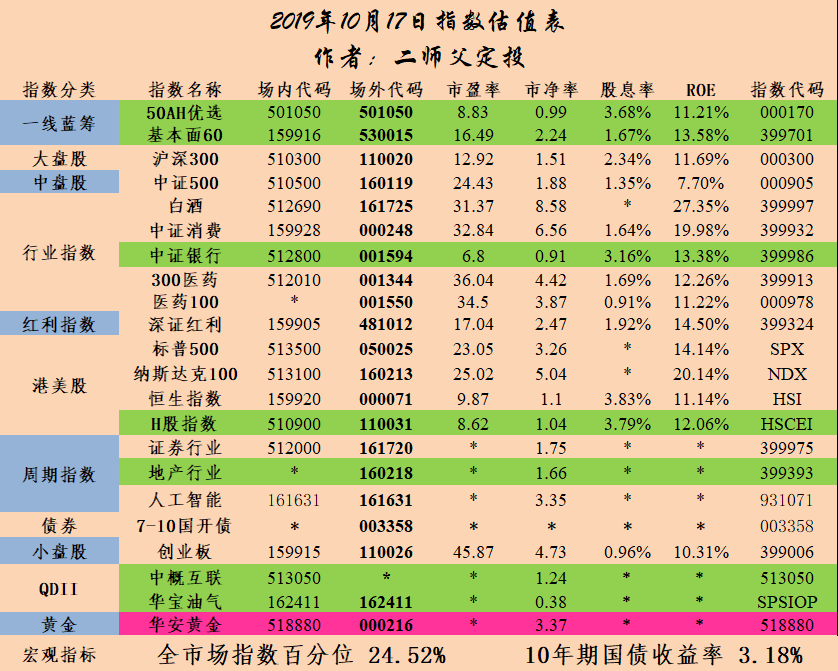 2019年10月17日指数估值表
作者：二师父定投
指数分类 指数名称 场内代码 场外代码 市盈率 市净率 股息率 ROE 指数代码
一线蓝筹 50AH优选 501050 501050 8.83 0.99 3.68% 11.21% 000170
基本面60 159916 530015 16.49 2.24 1.67% 13.58% 399701
大盘股 沪深300 510300 110020 12.92 1.51 2.34% 11.69% 000300
中盘股 中证500 510500 160119 24.43 1.88 1.35% 7.70% 000905
行业指数 白酒 512690 161725 31.37 8.58 * 27.35% 399997
中证消费 159928 000248 32.84 6.56 1.64% 19.98% 399932
中证银行 512800 001594 6.8 0.91 3.16% 13.38% 399986
300医药 512010 001344 36.04 4.42 1.69% 12.26% 399913
医药100 * 001550 34.5 3.87 0.91% 11.22% 000978
红利指数 深证红利 159905 481012 17.04 2.47 1.92% 14.50% 399324
港美股 标普500 513500 050025 23.05 3.26 * 14.14% SPX
纳斯达克100 513100 160213 25.02 5.04 * 20.14% NDX
恒生指数 159920 000071 9.87 1.1 3.83% 11.14% HSI
H股指数 510900 110031 8.62 1.04 3.79% 12.06% HSCEI
周期指数 证券行业 512000 161720 * 1.75 * * 399975
地产行业 * 160218 * 1.66 * * 399393
人工智能 161631 161631 * 3.35 * * 931071
债券 7-10国开债 * 003358 * * * * 003358
小盘股 创业板 159915 110026 45.87 4.73 0.96% 10.31% 399006
QDII 中概互联 513050 * * 1.24 * * 513050
华宝油气 162411 162411 * 0.38 * * SPSIOP
黄金 华安黄金 518880 000216 * 3.37 * * 518880
宏观指标 全市场指数百分位 24.52% 10年期国债收益率 3.18%